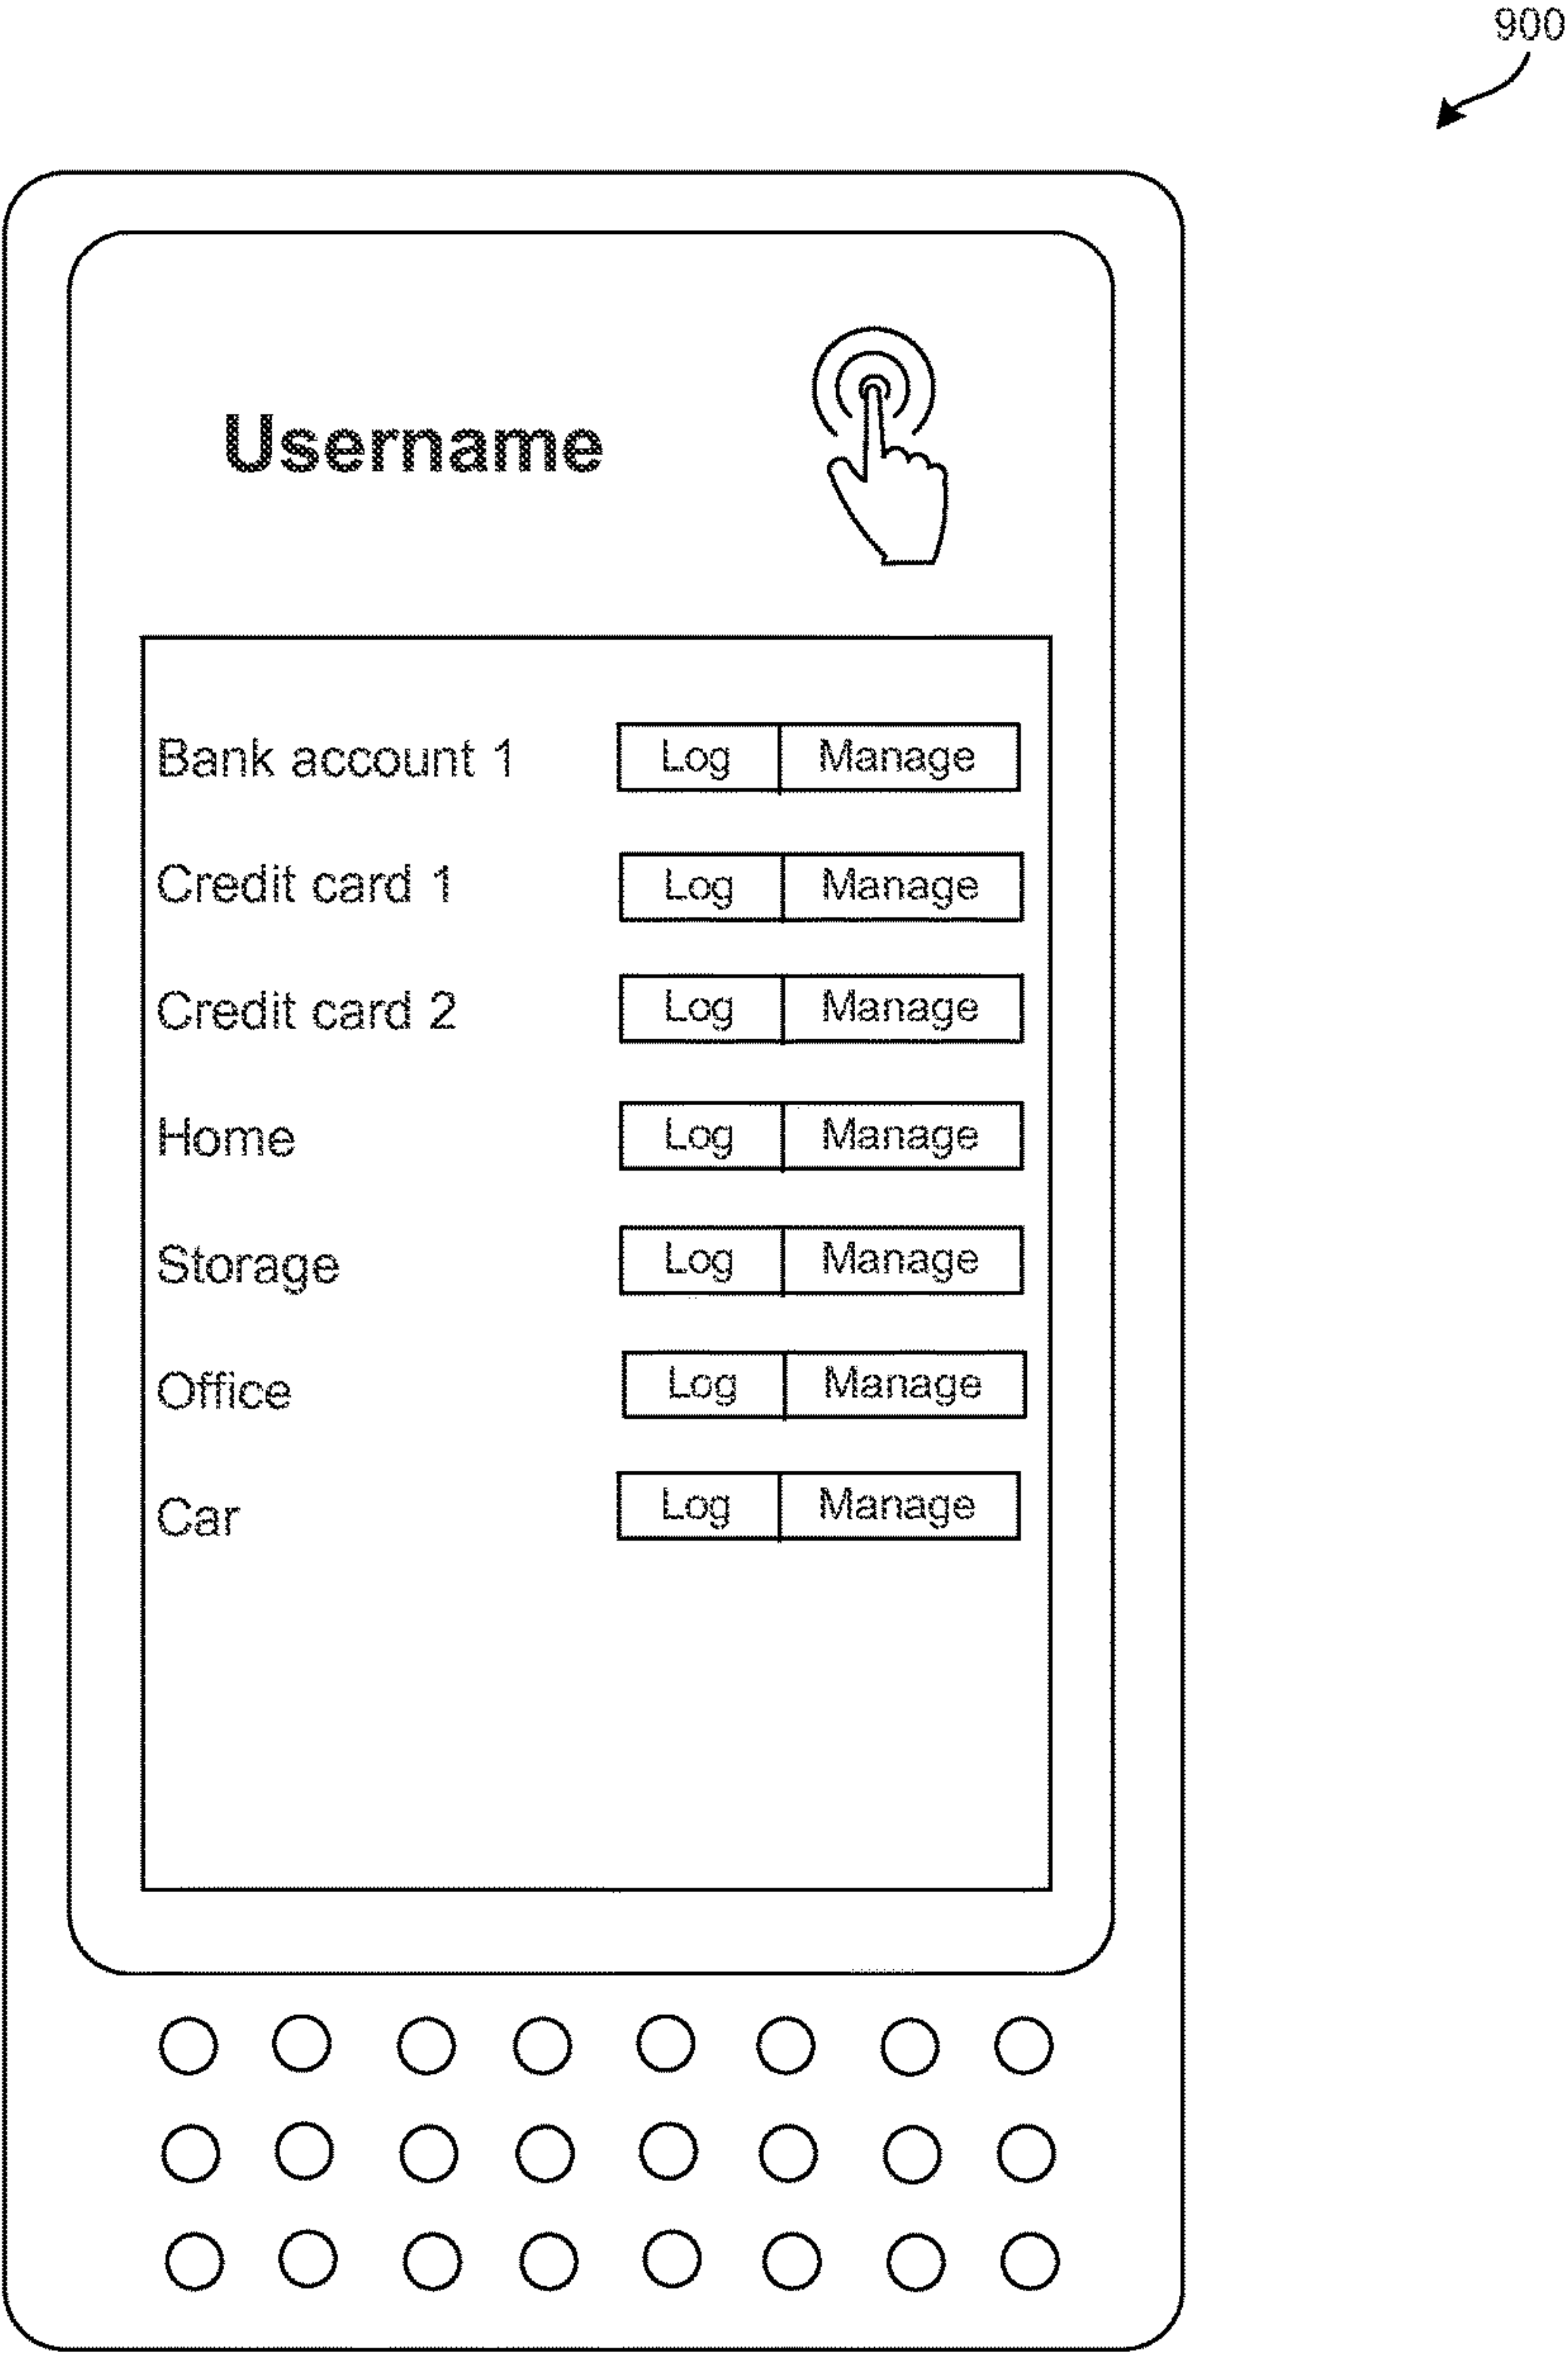 900
Username
Bank account 1 Log Manage
Credit card 1 Log Manage
Credit card 2 Log Manage
Home Log Manage
Storage Log Manage
Office Log Manage
Car Log Manage